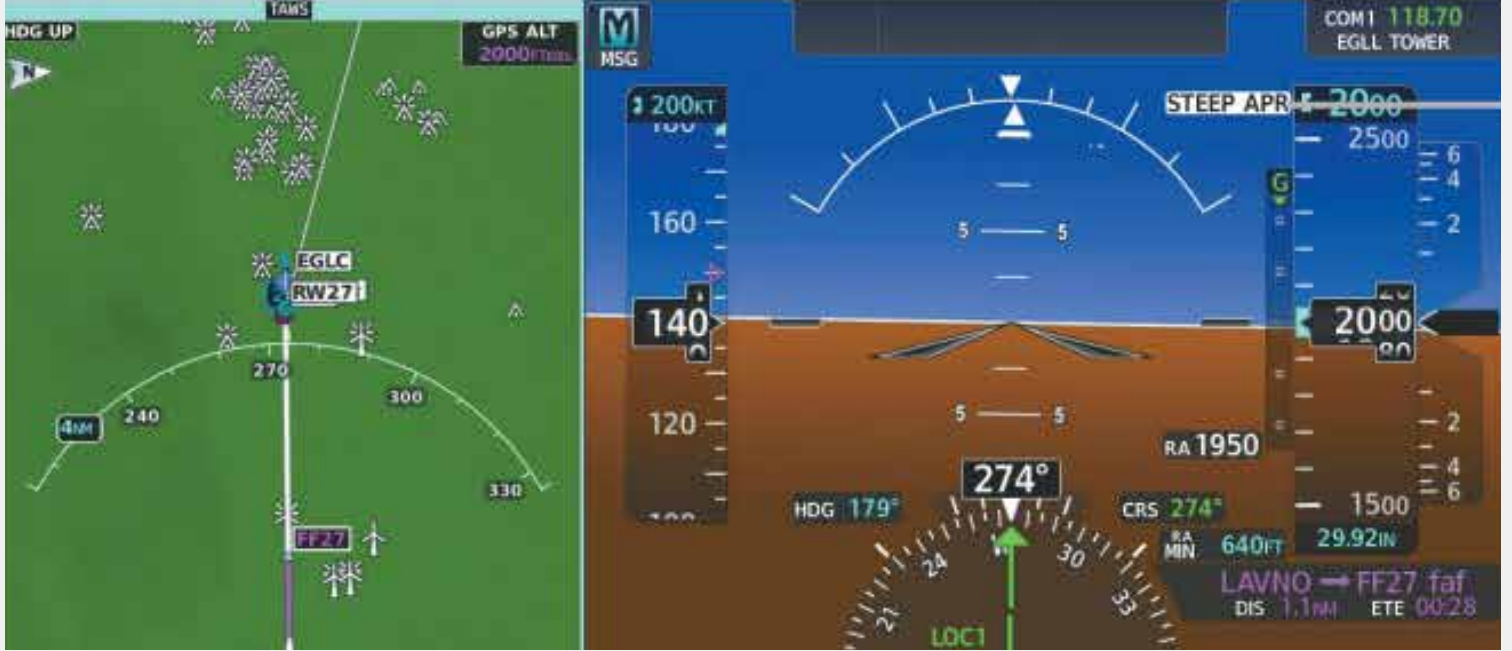 TAWS
HDG UP
GPS ALT
2000FT
N
EGLC
RW27
270
240
300
4NM
330
FF27
MSG
COM1 118.70
EGLL TOWER
200KT
STEEP APR
2000
180
2500
6
4
160
G
2
5 5
140
2000
80
120
5 5
2
RA 1950
4
274°
6
330
HDG 179°
CRS 274°
1500
RA
MIN 640FT
29.92IN
24
W
30
LAVNO → FF27 faf
DIS 1.1NM ETE 00:28
21
33
LOC1